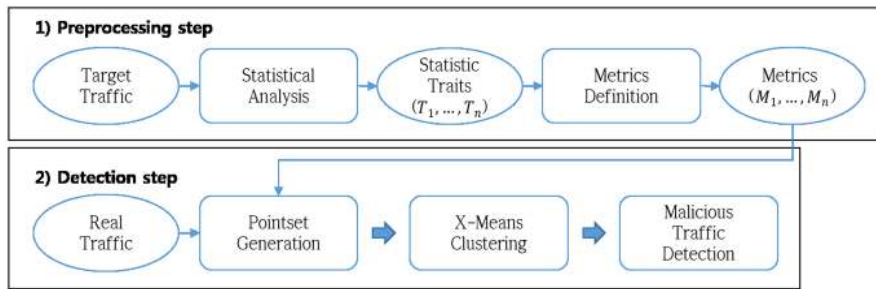 1) Preprocessing step
Target
Traffic
Statistical
Analysis
Statistic
Traits
(T₁, ..., Tₙ)
Metrics
Definition
Metrics
(M₁, ..., Mₙ)
2) Detection step
Real
Traffic
Pointset
Generation
X-Means
Clustering
Malicious
Traffic
Detection